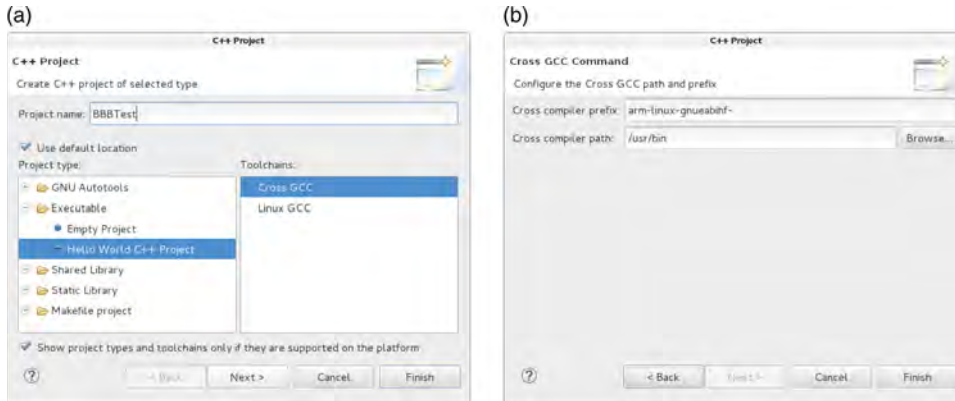 (a)
C++ Project
C++ Project
Create C++ project of selected type
Project name: BBBTest
Use default location
Project type:
Toolchains:
GNU Autotools
Executable
Empty Project
Hello World C++ Project
Shared Library
Static Library
Makefile project
Cross GCC
Linux GCC
Show project types and toolchains only if they are supported on the platform
< Back
Next >
Cancel
Finish
(b)
C++ Project
Cross GCC Command
Configure the Cross GCC path and prefix
Cross compiler prefix: arm-linux-gnueabihf-
Cross compiler path: /usr/bin
Browse...
< Back
Next >
Cancel
Finish